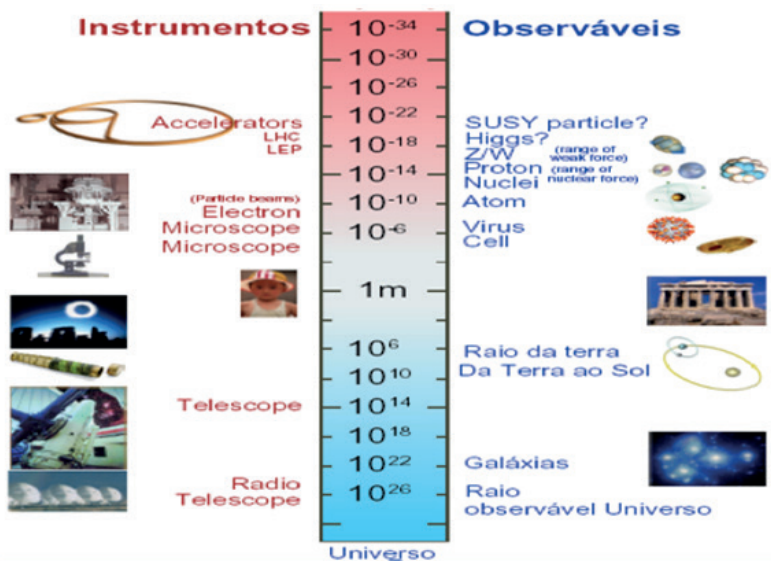 Instrumentos
Accelerators
LHC
LEP
(Particle beams)
Electron
Microscope
Microscope
Telescope
Radio
Telescope
10-34
10-30
10-26
10-22
10-18
10-14
10-10
10-6
1m
106
1010
1014
1018
1022
1026
Universo
Observáveis
SUSY particle?
Higgs?
Z/W (range of weak force)
Proton (range of
Nuclei nuclear force)
Atom
Virus
Cell
Raio da terra
Da Terra ao Sol
Galáxias
Raio
observável Universo